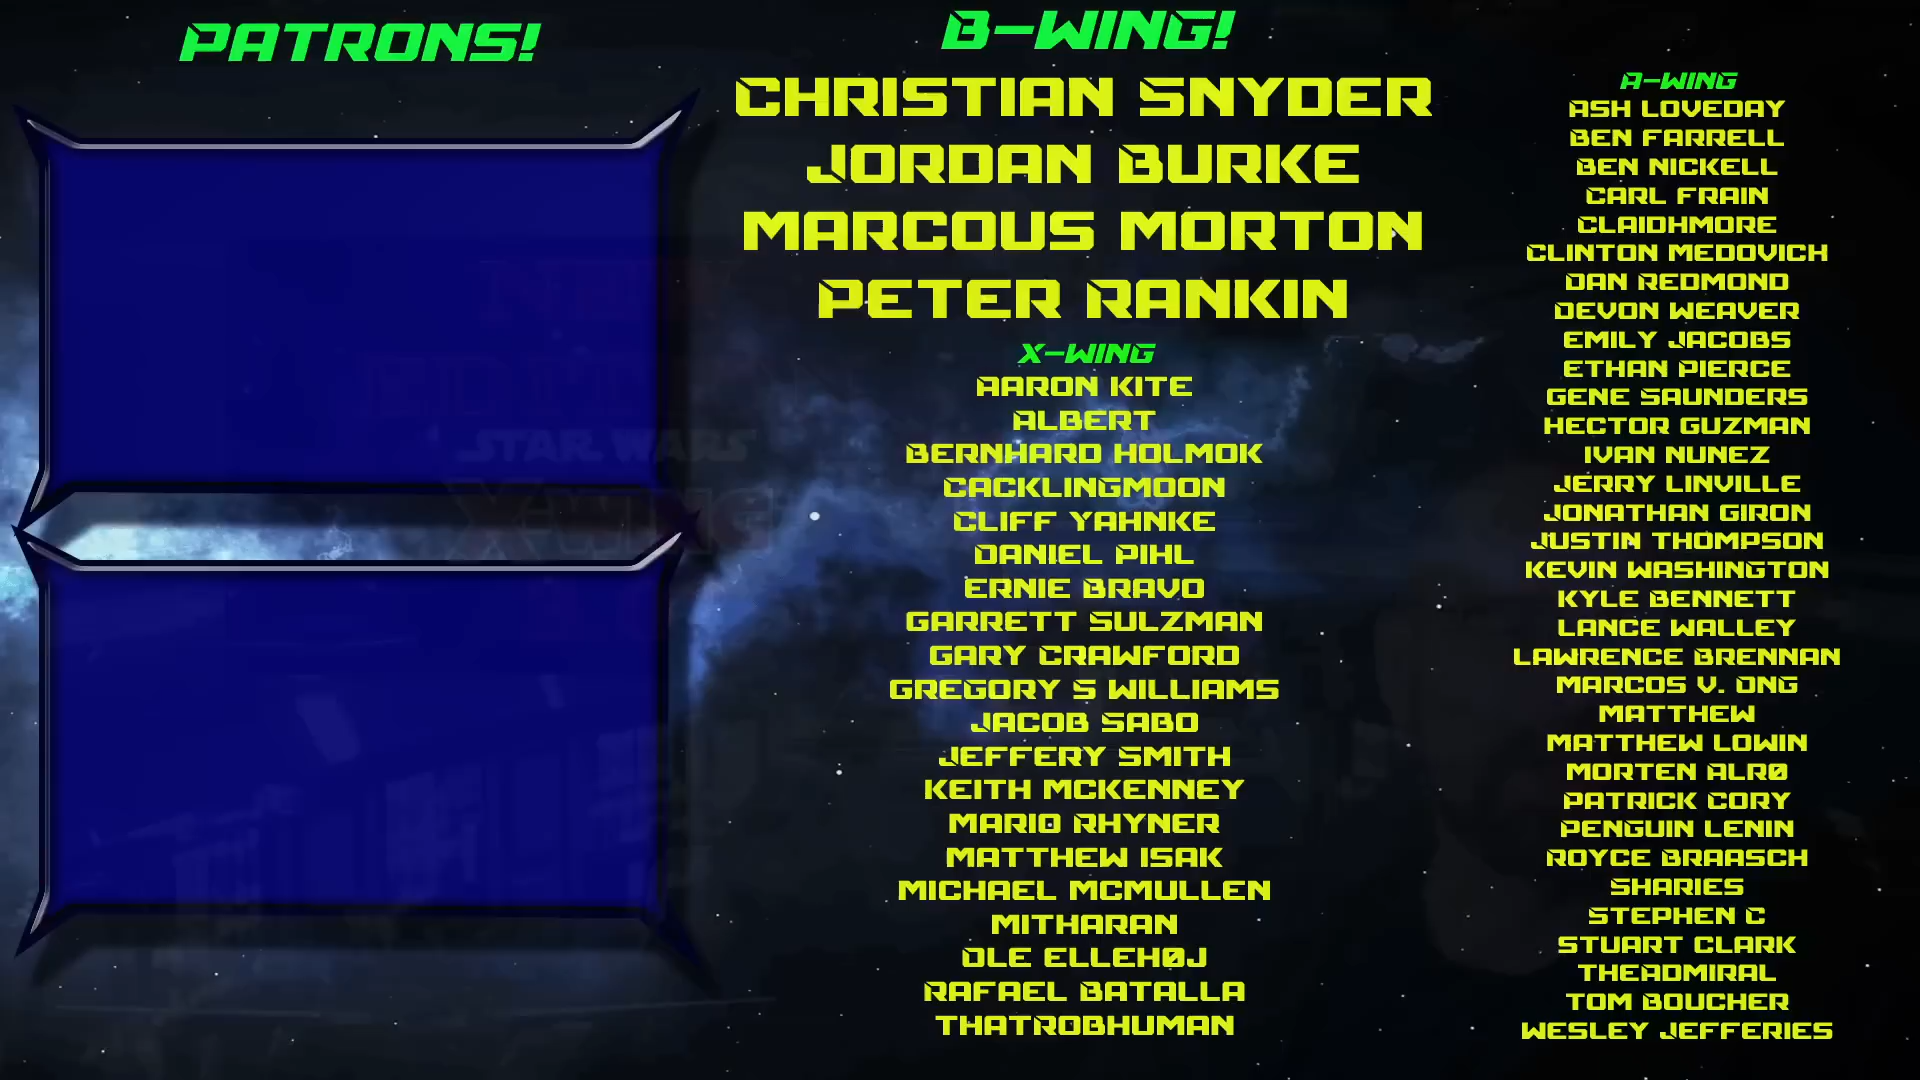 PATRONS!
B-WING!
CHRISTIAN SNYDER
JORDAN BURKE
MARCOUS MORTON
PETER RANKIN
X-WING
AARON KITE
ALBERT
BERNHARD HOLMOK
CACKLINGMOON
CLIFF YAHNKE
DANIEL PIHL
ERNIE BRAVO
GARRETT SULZMAN
GARY CRAWFORD
GREGORY S WILLIAMS
JACOB SABO
JEFFERY SMITH
KEITH MCKENNEY
MARIO RHYNER
MATTHEW ISAK
MICHAEL MCMULLEN
MITHARAN
OLE ELLEHØJ
RAFAEL BATALLA
THATROBHUMAN
A-WING
ASH LOVEDAY
BEN FARRELL
BEN NICKELL
CARL FRAIN
CLAIDHMORE
CLINTON MEDOVICH
DAN REDMOND
DEVON WEAVER
EMILY JACOBS
ETHAN PIERCE
GENE SAUNDERS
HECTOR GUZMAN
IVAN NUNEZ
JERRY LINVILLE
JONATHAN GIRON
JUSTIN THOMPSON
KEVIN WASHINGTON
KYLE BENNETT
LANCE WALLEY
LAWRENCE BRENNAN
MARCOS V. ONG
MATTHEW
MATTHEW LOWIN
MORTEN ALRØ
PATRICK CORY
PENGUIN LENIN
ROYCE BRAASCH
SHARIES
STEPHEN C
STUART CLARK
THEADMIRAL
TOM BOUCHER
WESLEY JEFFERIES
STAR WARS
X-WING